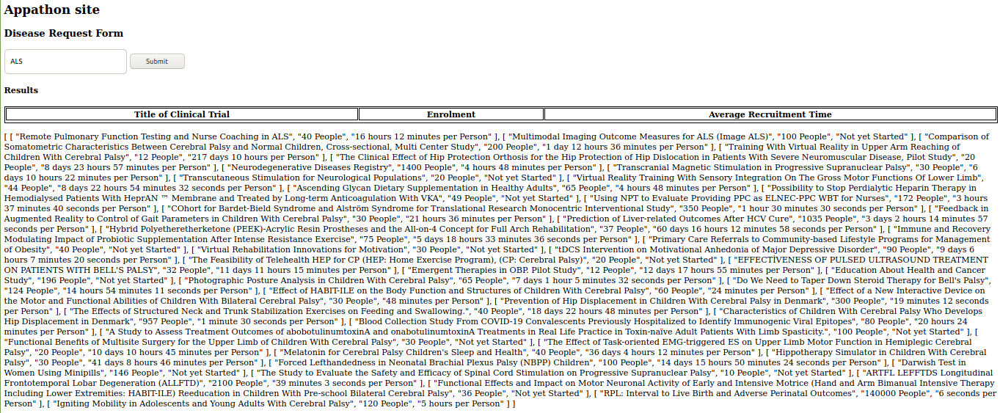 Appathon site
Disease Request Form
ALS
Submit
Results
Title of Clinical Trial
Enrolment
Average Recruitment Time
[ [ "Remote Pulmonary Function Testing and Nurse Coaching in ALS", "40 People", "16 hours 12 minutes per Person" ], [ "Multimodal Imaging Outcome Measures for ALS (Image ALS)", "100 People", "Not yet Started" ], [ "Comparison of
Somatometric Characteristics Between Cerebral Palsy and Normal Children, Cross-sectional, Multi Center Study", "200 People", "1 day 12 hours 36 minutes per Person" ], [ "Training With Virtual Reality in Upper Arm Reaching of
Children With Cerebral Palsy", "12 People", "217 days 10 hours per Person" ], [ "The Clinical Effect of Hip Protection Orthosis for the Hip Protection of Hip Dislocation in Patients With Severe Neuromuscular Disease, Pilot Study", "20
People", "8 days 23 hours 57 minutes per Person" ], [ "Neurodegenerative Diseases Registry", "1400 People", "4 hours 48 minutes per Person" ], [ "Transcranial Magnetic Stimulation in Progressive Supranuclear Palsy", "30 People", "6
days 10 hours 22 minutes per Person" ], [ "Transcutaneous Stimulation for Neurological Populations", "20 People", "Not yet Started" ], [ "Virtual Reality Training With Sensory Integration On The Gross Motor Functions Of Lower Limb",
"44 People", "8 days 22 hours 54 minutes 32 seconds per Person" ], [ "Ascending Glycan Dietary Supplementation in Healthy Adults", "65 People", "4 hours 48 minutes per Person" ], [ "Possibility to Stop Perdialytic Heparin Therapy in
Hemodialysed Patients With HeprAN ™ Membrane and Treated by Long-term Anticoagulation With VKA", "49 People", "Not yet Started" ], [ "Using NPT to Evaluate Providing PPC as ELNEC-PPC WBT for Nurses", "172 People", "3 hours
37 minutes 40 seconds per Person" ], [ "COhort for Bardet-Bield Syndrome and Alström Syndrome for Translational Research Monocentric Interventional Study", "350 People", "1 hour 30 minutes 30 seconds per Person" ], [ "Feedback in
Augmented Reality to Control of Gait Parameters in Children With Cerebral Palsy", "30 People", "21 hours 36 minutes per Person" ], [ "Prediction of Liver-related Outcomes After HCV Cure", "1035 People", "3 days 2 hours 14 minutes 57
seconds per Person" ], [ "Hybrid Polyetheretherketone (PEEK)-Acrylic Resin Prostheses and the All-on-4 Concept for Full Arch Rehabilitation", "37 People", "60 days 16 hours 12 minutes 58 seconds per Person" ], [ "Immune and Recovery
Modulating Impact of Probiotic Supplementation After Intense Resistance Exercise", "75 People", "5 days 18 hours 33 minutes 36 seconds per Person" ], [ "Primary Care Referrals to Community-based Lifestyle Programs for Management
of Obesity", "40 People", "Not yet Started" ], [ "Virtual Rehabilitation Innovations for Motivation", "30 People", "Not yet Started" ], [ "tDCS Intervention on Motivational Anhedonia of Major Depressive Disorder", "90 People", "9 days 6
hours 7 minutes 20 seconds per Person" ], [ "The Feasibility of Telehealth HEP for CP (HEP: Home Exercise Program), (CP: Cerebral Palsy)", "20 People", "Not yet Started" ], [ "EFFECTİVENESS OF PULSED ULTRASOUND TREATMENT
ON PATIENTS WITH BELL'S PALSY", "32 People", "11 days 11 hours 15 minutes per Person" ], [ "Emergent Therapies in OBP. Pilot Study", "12 People", "12 days 17 hours 55 minutes per Person" ], [ "Education About Health and Cancer
Study", "196 People", "Not yet Started" ], [ "Photographic Posture Analysis in Children With Cerebral Palsy", "65 People", "7 days 1 hour 5 minutes 32 seconds per Person" ], [ "Do We Need to Taper Down Steroid Therapy for Bell's Palsy",
"124 People", "14 hours 54 minutes 11 seconds per Person" ], [ "Effect of HABIT-ILE on the Body Function and Structures of Children With Cerebral Palsy", "60 People", "24 minutes per Person" ], [ "Effect of a New Interactive Device on
the Motor and Functional Abilities of Children With Bilateral Cerebral Palsy", "30 People", "48 minutes per Person" ], [ "Prevention of Hip Displacement in Children With Cerebral Palsy in Denmark", "300 People", "19 minutes 12 seconds
per Person" ], [ "The Effects of Structured Neck and Trunk Stabilization Exercises on Feeding and Swallowing.", "40 People", "18 days 22 hours 48 minutes per Person" ], [ "Characteristics of Children With Cerebral Palsy Who Develops
Hip Displacement in Denmark", "957 People", "1 minute 30 seconds per Person" ], [ "Blood Collection Study From COVID-19 Convalescents Previously Hospitalized to Identify Immunogenic Viral Epitopes", "80 People", "20 hours 24
minutes per Person" ], [ "A Study to Assess Treatment Outcomes of abobotulinumtoxinA and onabotulinumtoxinA Treatments in Real Life Practice in Toxin-naïve Adult Patients With Limb Spasticity.", "100 People", "Not yet Started" ], [
"Functional Benefits of Multisite Surgery for the Upper Limb of Children With Cerebral Palsy", "30 People", "Not yet Started" ], [ "The Effect of Task-oriented EMG-triggered ES on Upper Limb Motor Function in Hemiplegic Cerebral
Palsy", "20 People", "10 days 10 hours 45 minutes per Person" ], [ "Melatonin for Cerebral Palsy Children's Sleep and Health", "40 People", "36 days 4 hours 12 minutes per Person" ], [ "Hippotherapy Simulator in Children With Cerebral
Palsy", "30 People", "41 days 8 hours 46 minutes per Person" ], [ "Forced Lefthandedness in Neonatal Brachial Plexus Palsy (NBPP) Children", "100 People", "14 days 15 hours 50 minutes 24 seconds per Person" ], [ "Darwish Test in
Women Using Minipills", "146 People", "Not yet Started" ], [ "The Study to Evaluate the Safety and Efficacy of Spinal Cord Stimulation on Progressive Supranuclear Palsy", "10 People", "Not yet Started" ], [ "ARTFL LEFFTDS Longitudinal
Frontotemporal Lobar Degeneration (ALLFTD)", "2100 People", "39 minutes 3 seconds per Person" ], [ "Functional Effects and Impact on Motor Neuronal Activity of Early and Intensive Motrice (Hand and Arm Bimanual Intensive Therapy
Including Lower Extremities: HABIT-ILE) Reeducation in Children With Pre-school Bilateral Cerebral Palsy", "36 People", "Not yet Started" ], [ "RPL: Interval to Live Birth and Adverse Perinatal Outcomes", "140000 People", "6 seconds per
Person" ], [ "Igniting Mobility in Adolescents and Young Adults With Cerebral Palsy", "120 People", "5 hours per Person" ] ]